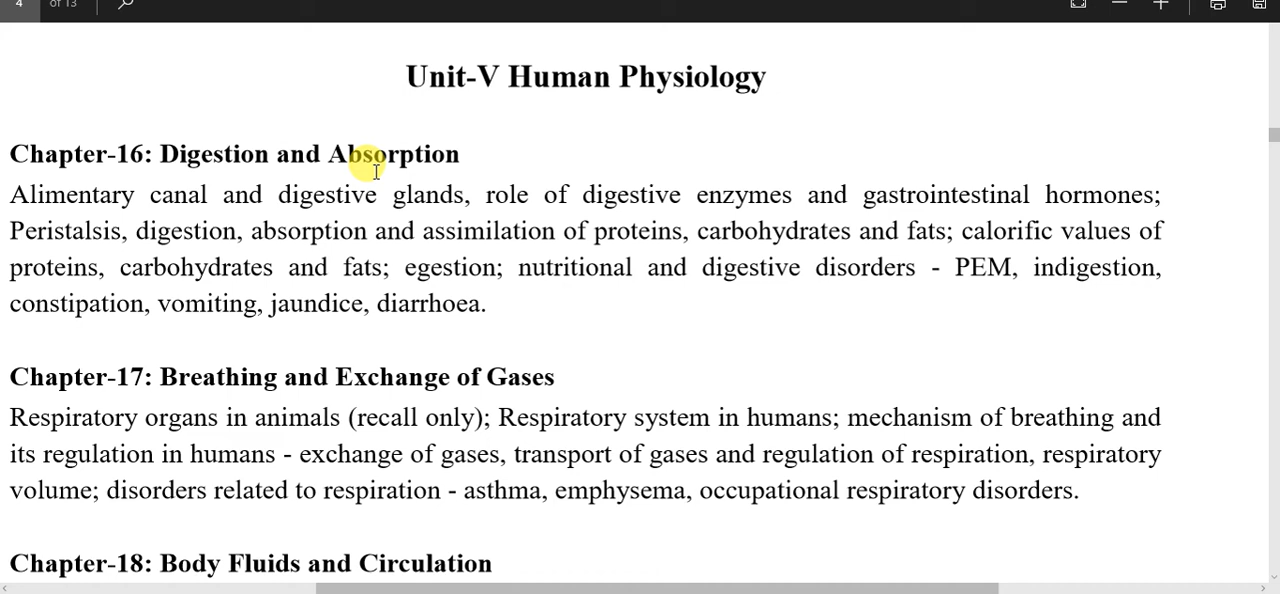 4 of 13
Unit-V Human Physiology
Chapter-16: Digestion and Absorption
Alimentary canal and digestive glands, role of digestive enzymes and gastrointestinal hormones;
Peristalsis, digestion, absorption and assimilation of proteins, carbohydrates and fats; calorific values of
proteins, carbohydrates and fats; egestion; nutritional and digestive disorders - PEM, indigestion,
constipation, vomiting, jaundice, diarrhoea.
Chapter-17: Breathing and Exchange of Gases
Respiratory organs in animals (recall only); Respiratory system in humans; mechanism of breathing and
its regulation in humans - exchange of gases, transport of gases and regulation of respiration, respiratory
volume; disorders related to respiration - asthma, emphysema, occupational respiratory disorders.
Chapter-18: Body Fluids and Circulation